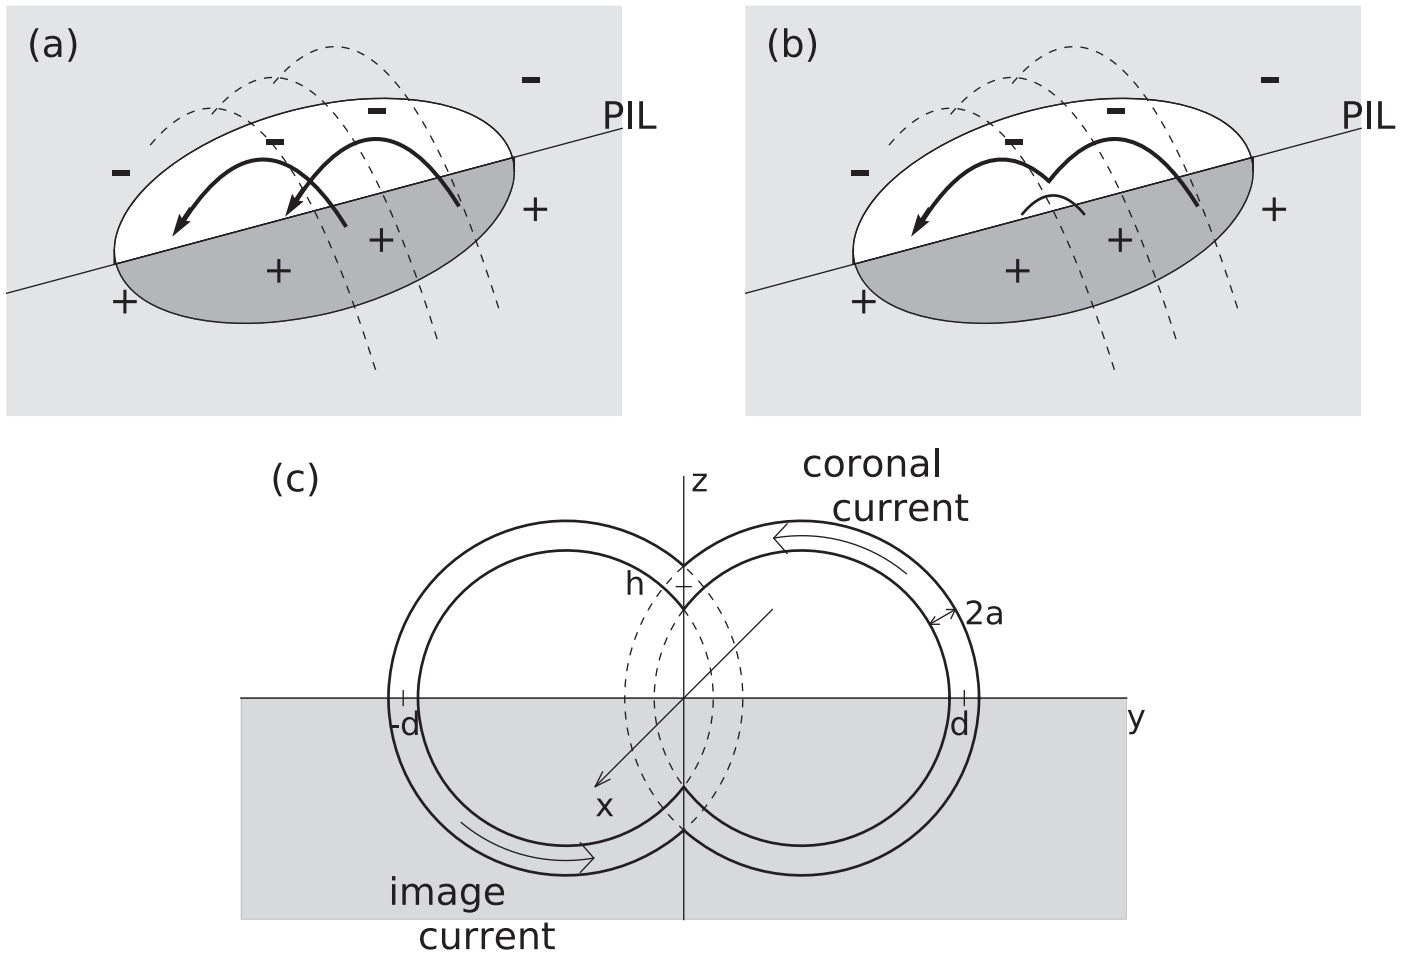 (a)
-
-
-
-
PIL
+
+
+
+
(b)
-
-
-
-
PIL
+
+
+
+
(c)
z
coronal
current
h
2a
-d
d
y
x
image
current